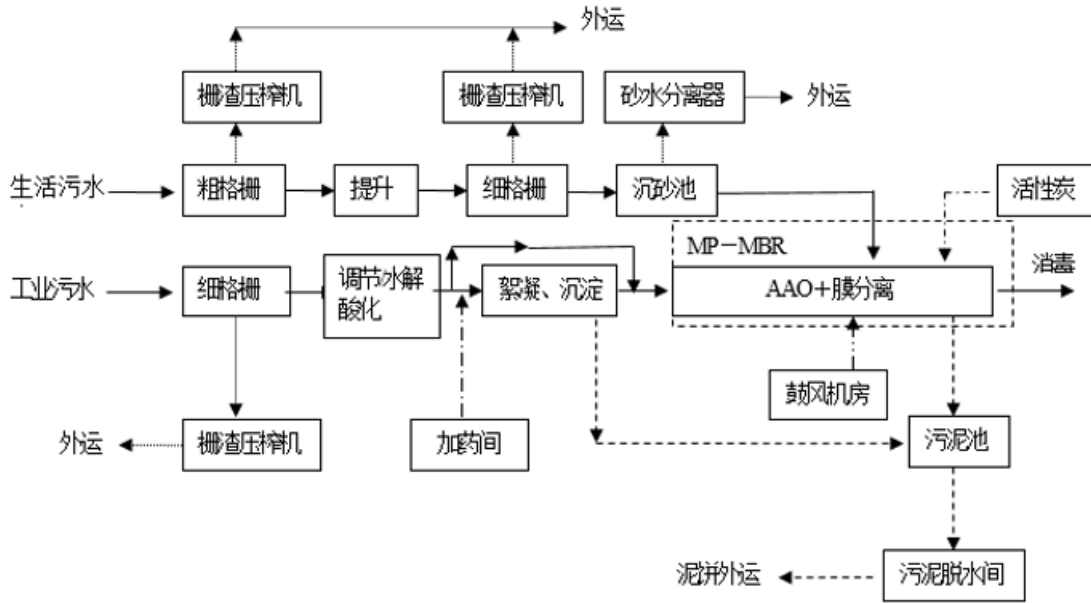 外运
栅渣压榨机
栅渣压榨机
砂水分离器
外运
生活污水
粗格栅
提升
细格栅
沉砂池
活性炭
MP-MBR
工业污水
细格栅
调节/水解
酸化
絮凝、沉淀
AAO+膜分离
消毒
鼓风机房
外运
栅渣压榨机
加药间
污泥池
泥饼外运
污泥脱水间